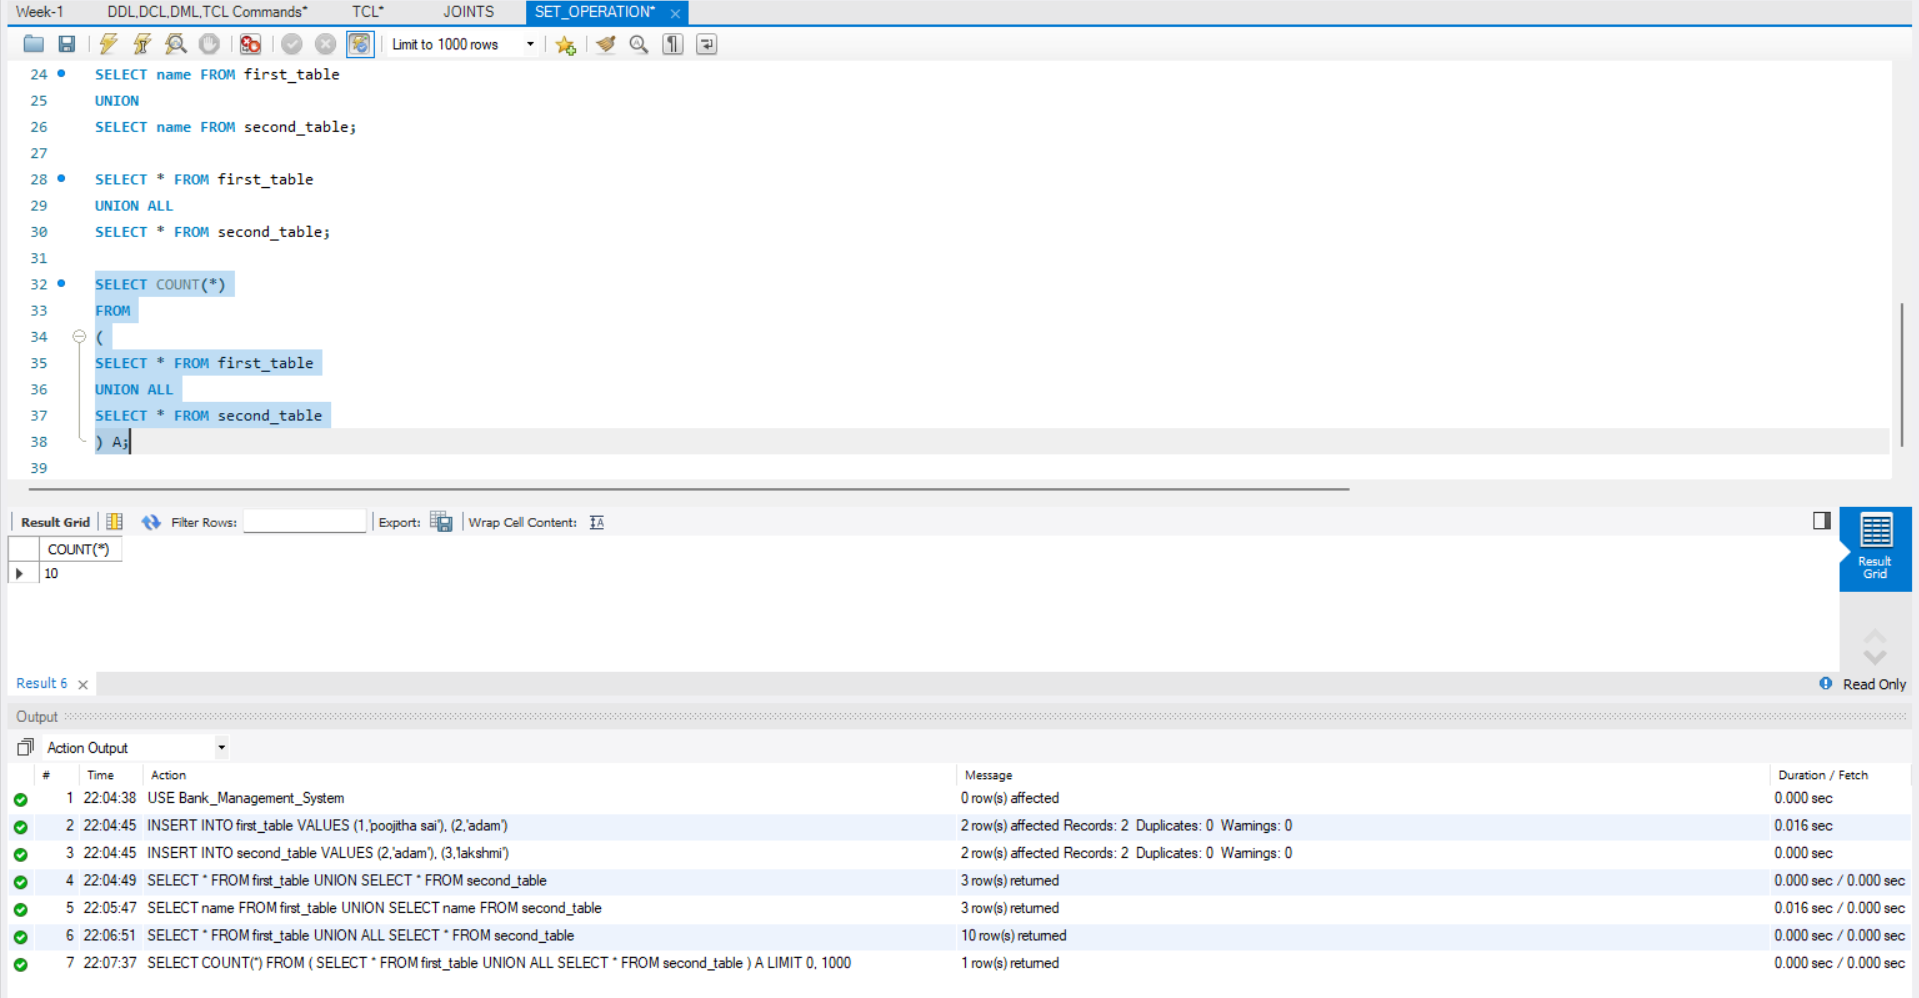 Week-1 DDL,DCL,DML,TCL Commands* TCL* JOINTS SET_OPERATION*
Limit to 1000 rows
24 SELECT name FROM first_table
25 UNION
26 SELECT name FROM second_table;
27
28 SELECT * FROM first_table
29 UNION ALL
30 SELECT * FROM second_table;
31
32 SELECT COUNT(*)
33 FROM
34 (
35 SELECT * FROM first_table
36 UNION ALL
37 SELECT * FROM second_table
38 ) A;
39
Result Grid Filter Rows: Export: Wrap Cell Content:
COUNT(*)
10
Result
Grid
Result 6 Read Only
Output
Action Output
# Time Action Message Duration / Fetch
1 22:04:38 USE Bank_Management_System 0 row(s) affected 0.000 sec
2 22:04:45 INSERT INTO first_table VALUES (1,'poojitha sai'), (2,'adam') 2 row(s) affected Records: 2 Duplicates: 0 Warnings: 0 0.016 sec
3 22:04:45 INSERT INTO second_table VALUES (2,'adam'), (3,'lakshmi') 2 row(s) affected Records: 2 Duplicates: 0 Warnings: 0 0.000 sec
4 22:04:49 SELECT * FROM first_table UNION SELECT * FROM second_table 3 row(s) returned 0.000 sec / 0.000 sec
5 22:05:47 SELECT name FROM first_table UNION SELECT name FROM second_table 3 row(s) returned 0.016 sec / 0.000 sec
6 22:06:51 SELECT * FROM first_table UNION ALL SELECT * FROM second_table 10 row(s) returned 0.000 sec / 0.000 sec
7 22:07:37 SELECT COUNT(*) FROM ( SELECT * FROM first_table UNION ALL SELECT * FROM second_table ) A LIMIT 0, 1000 1 row(s) returned 0.000 sec / 0.000 sec